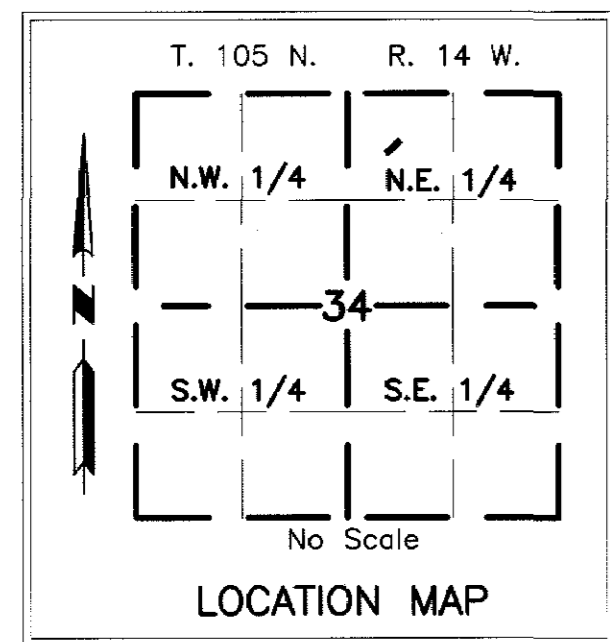 T. 105 N. R. 14 W.
N.W. 1/4 N.E. 1/4
N
34
S.W. 1/4 S.E. 1/4
No Scale
LOCATION MAP